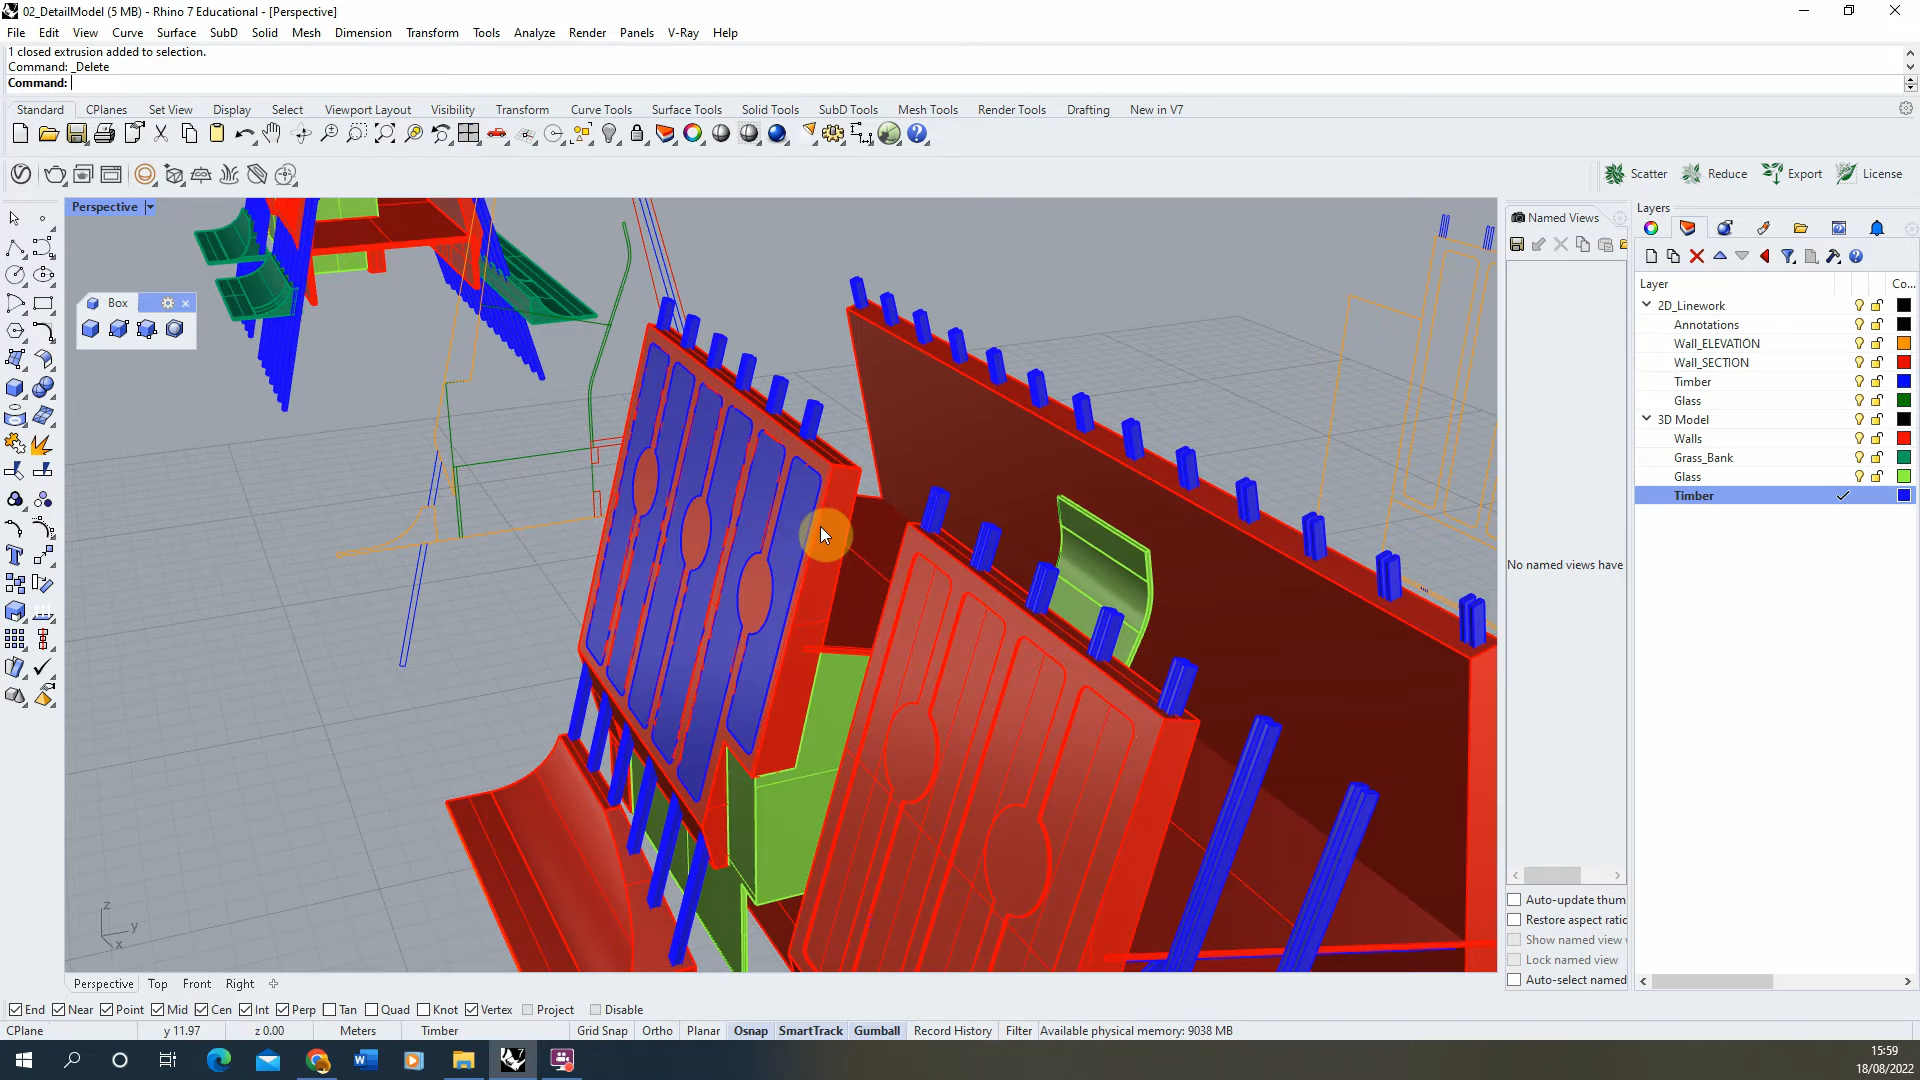 02_DetailModel (5 MB) - Rhino 7 Educational - [Perspective]
File Edit View Curve Surface SubD Solid Mesh Dimension Transform Tools Analyze Render Panels V-Ray Help
1 closed extrusion added to selection.
Command: _Delete
Command:
Standard CPlanes Set View Display Select Viewport Layout Visibility Transform Curve Tools Surface Tools Solid Tools SubD Tools Mesh Tools Render Tools Drafting New in V7
Scatter Reduce Export License
Perspective
Box
Named Views
No named views have
Auto-update thum
Restore aspect ratio
Show named view
Lock named view
Auto-select named
Layers
Layer Co...
2D_Linework
Annotations
Wall_ELEVATION
Wall_SECTION
Timber
Glass
3D Model
Walls
Grass_Bank
Glass
Timber
z
y
x
Perspective Top Front Right
End Near Point Mid Cen Int Perp Tan Quad Knot Vertex Project Disable
CPlane y 11.97 z 0.00 Meters Timber Grid Snap Ortho Planar Osnap SmartTrack Gumball Record History Filter Available physical memory: 9038 MB
15:59
18/08/2022